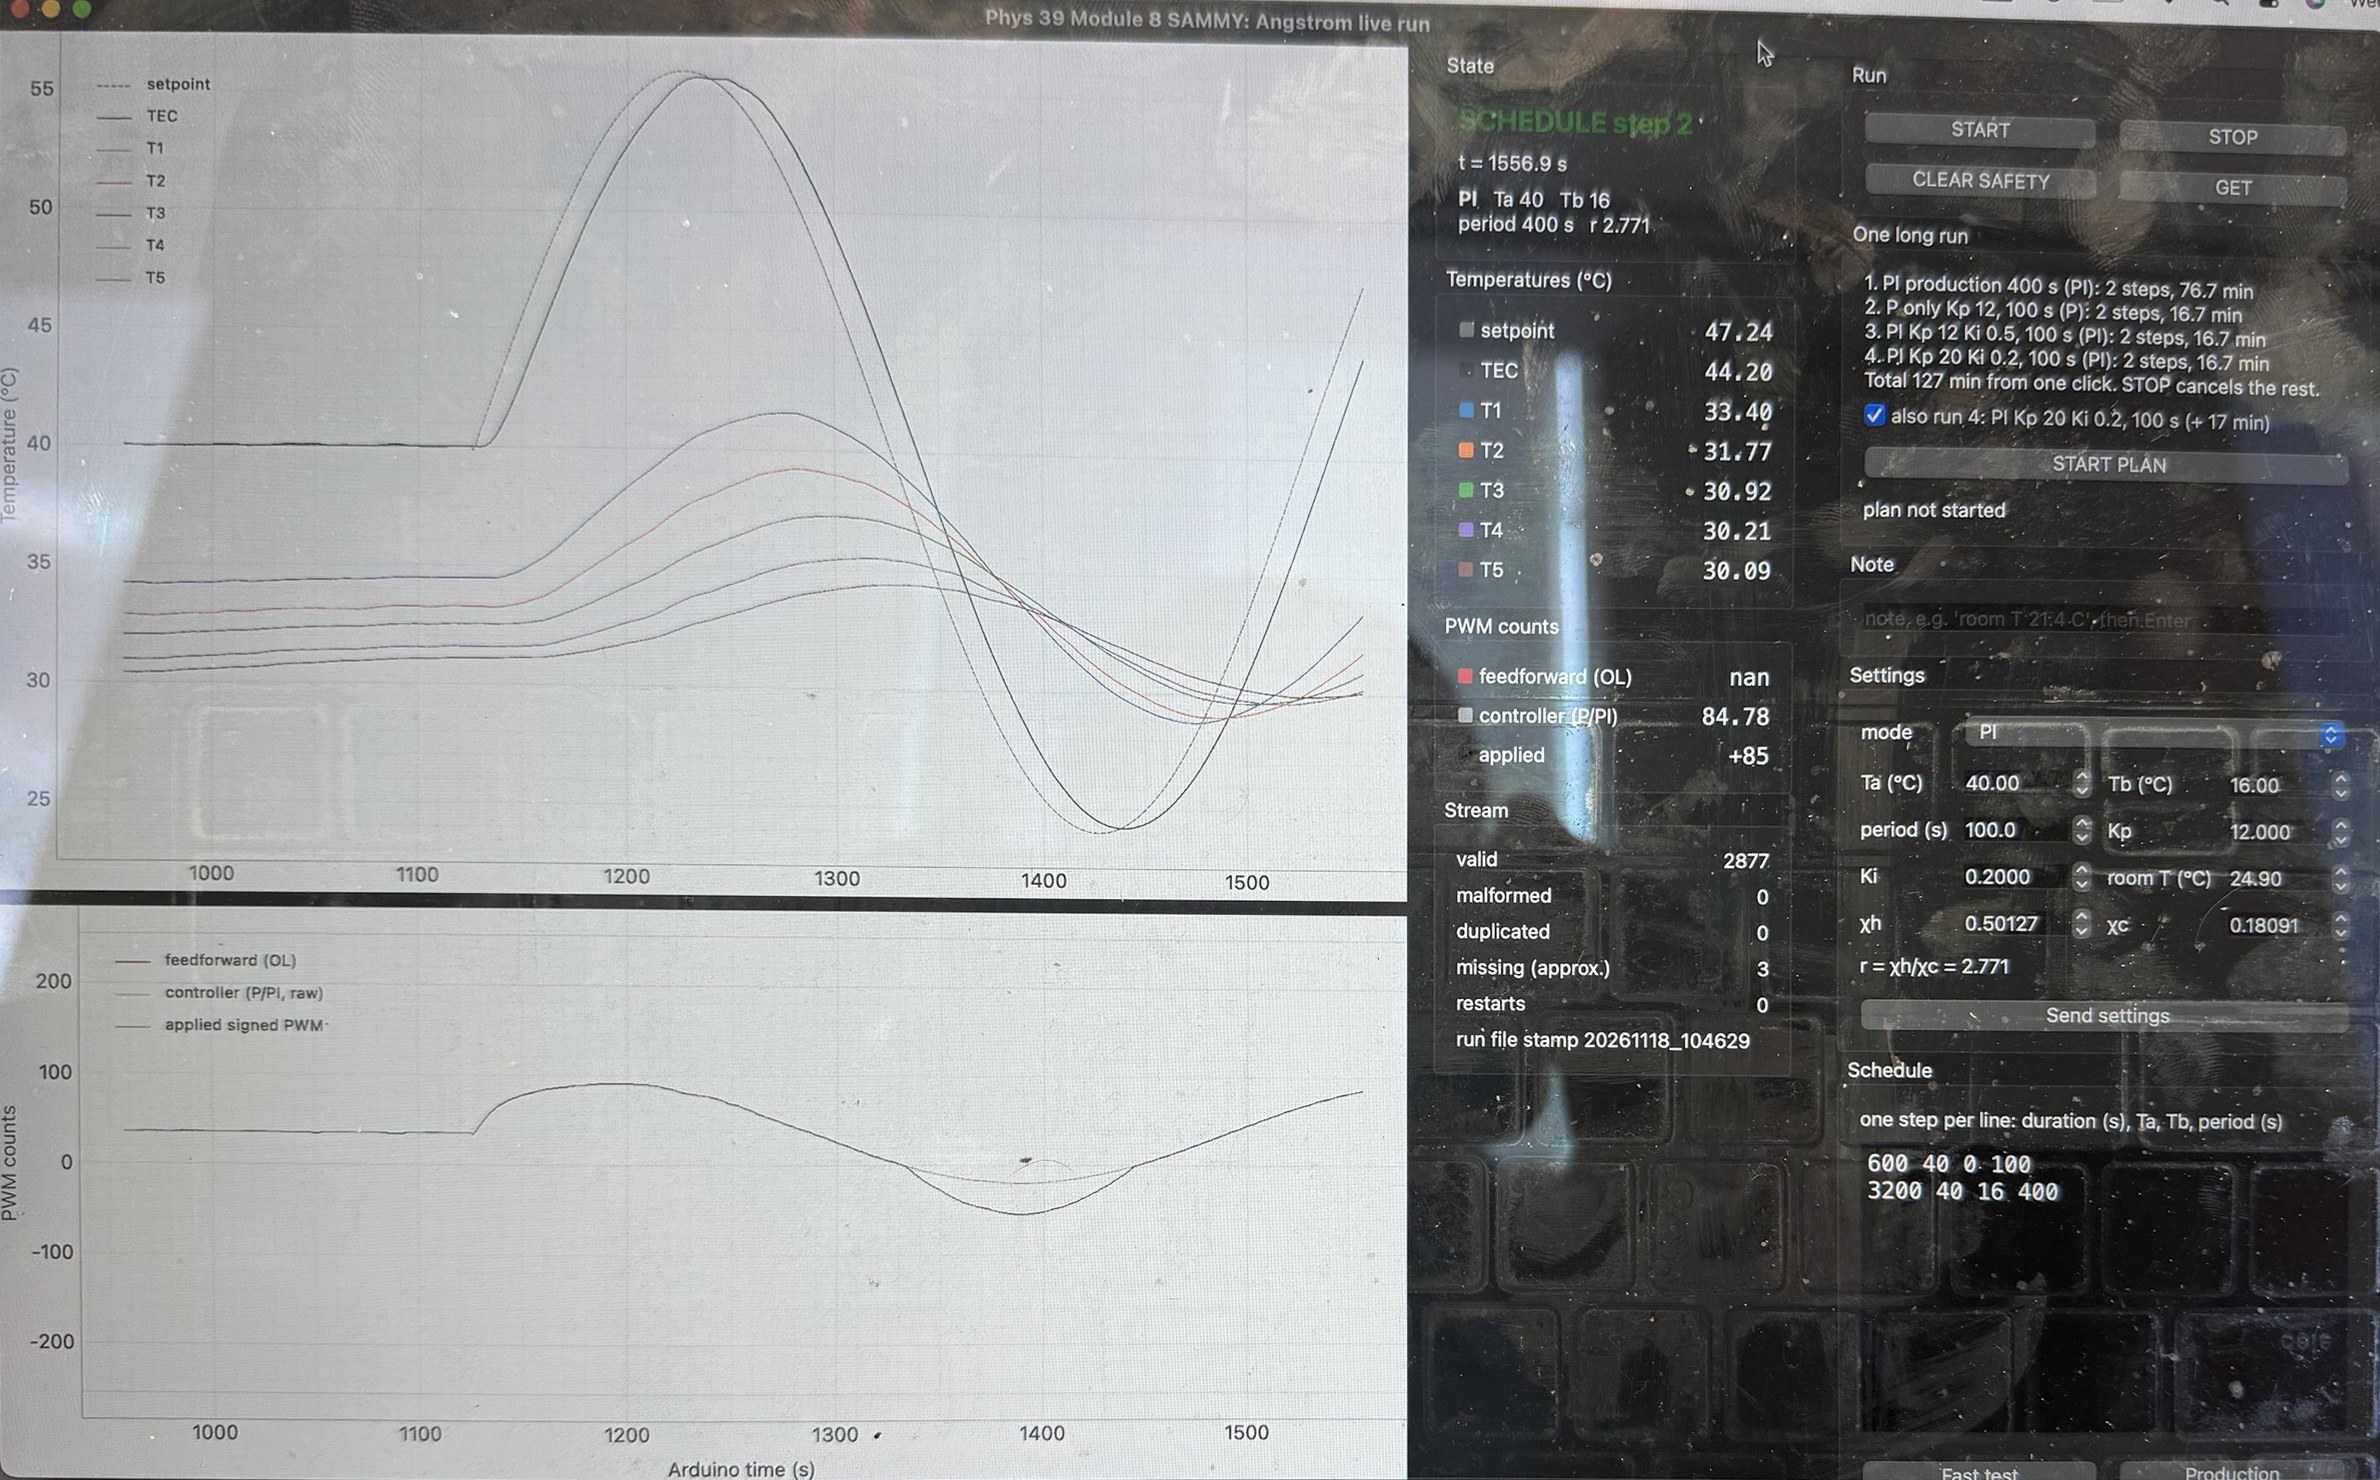 Phys 39 Module 8 SAMMY: Angstrom live run
55
50
45
40
35
30
25
Temperature (°C)
setpoint
TEC
T1
T2
T3
T4
T5
1000
1100
1200
1300
1400
1500
200
100
0
-100
-200
PWM counts
feedforward (OL)
controller (P/PI, raw)
applied signed PWM
1000
1100
1200
1300
1400
1500
Arduino time (s)
State
SCHEDULE step 2
t = 1556.9 s
PI Ta 40 Tb 16
period 400 s r 2.771
Temperatures (°C)
setpoint 47.24
TEC 44.20
T1 33.40
T2 31.77
T3 30.92
T4 30.21
T5 30.09
PWM counts
feedforward (OL) nan
controller (P/PI) 84.78
applied +85
Stream
valid 2877
malformed 0
duplicated 0
missing (approx.) 3
restarts 0
run file stamp 20261118_104629
Run
START STOP
CLEAR SAFETY GET
One long run
1. PI production 400 s (PI): 2 steps, 76.7 min
2. P only Kp 12, 100 s (P): 2 steps, 16.7 min
3. PI Kp 12 Ki 0.5, 100 s (PI): 2 steps, 16.7 min
4. PI Kp 20 Ki 0.2, 100 s (PI): 2 steps, 16.7 min
Total 127 min from one click. STOP cancels the rest.
also run 4: PI Kp 20 Ki 0.2, 100 s (+ 17 min)
START PLAN
plan not started
Note
note, e.g. 'room T 21.4 C', then Enter
Settings
mode PI
Ta (°C) 40.00 Tb (°C) 16.00
period (s) 100.0 Kp 12.000
Ki 0.2000 room T (°C) 24.90
χh 0.50127 χc 0.18091
r = χh/χc = 2.771
Send settings
Schedule
one step per line: duration (s), Ta, Tb, period (s)
600 40 0 100
3200 40 16 400
Fast test Production